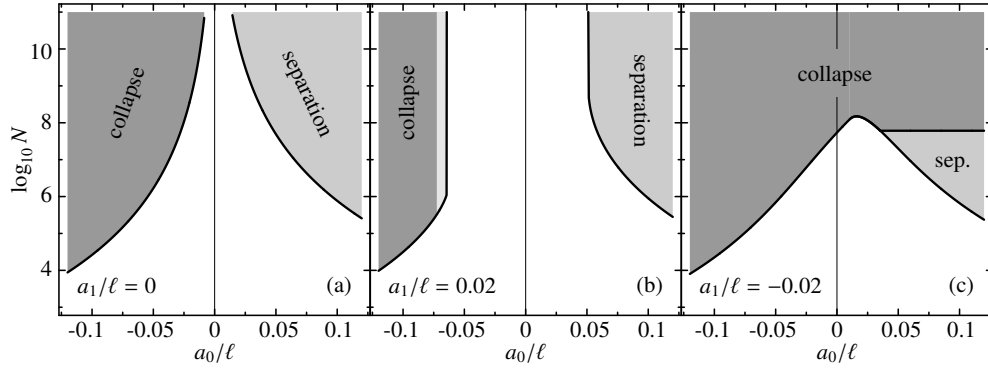 10
8
6
4
log₁₀ N
collapse
separation
a₁/ℓ = 0
(a)
-0.1
-0.05
0
0.05
0.1
a₀/ℓ
collapse
separation
a₁/ℓ = 0.02
(b)
-0.1
-0.05
0
0.05
0.1
a₀/ℓ
collapse
sep.
a₁/ℓ = −0.02
(c)
-0.1
-0.05
0
0.05
0.1
a₀/ℓ